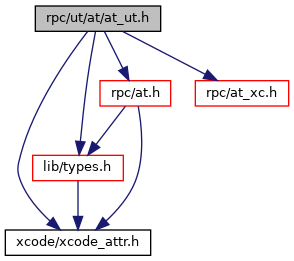 rpc/ut/at/at_ut.h
rpc/at.h
rpc/at_xc.h
lib/types.h
xcode/xcode_attr.h